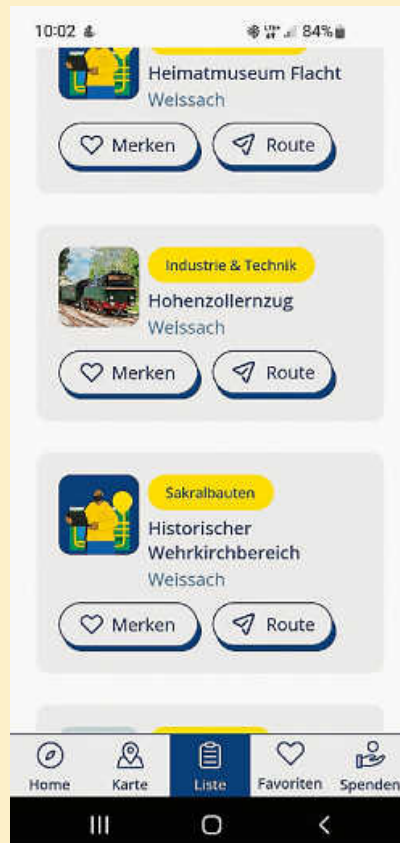 10:02 84%
Heimatmuseum Flacht
Weissach
Merken Route
Industrie & Technik
Hohenzollernzug
Weissach
Merken Route
Sakralbauten
Historischer
Wehrkirchbereich
Weissach
Merken Route
Home Karte Liste Favoriten Spenden